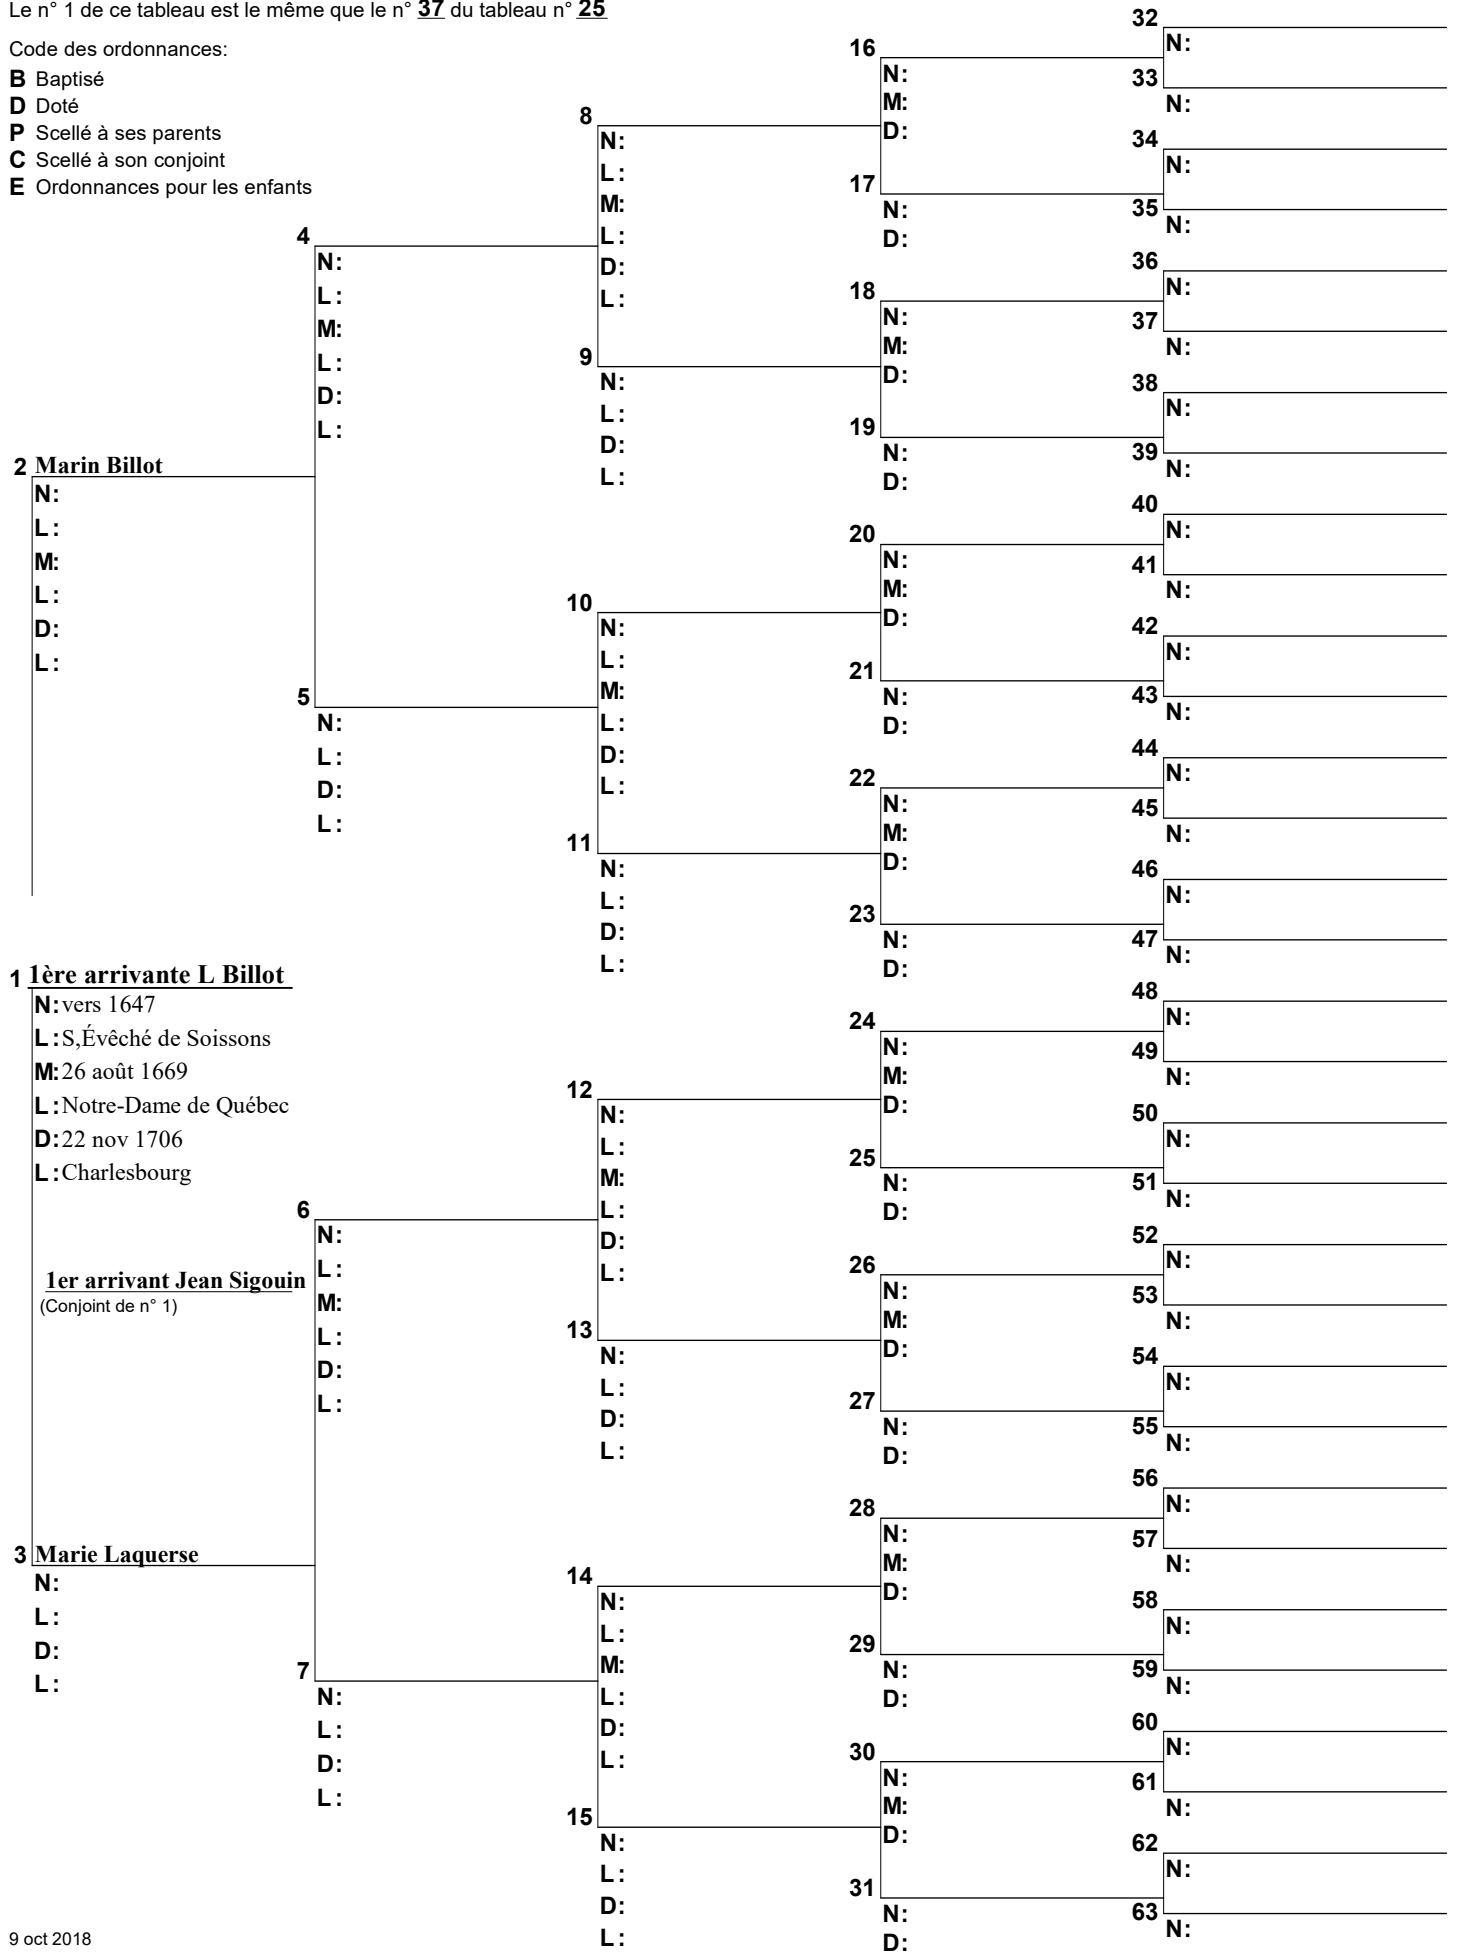 Le n° 1 de ce tableau est le même que le n° 37 du tableau n° 25
Code des ordonnances:
B Baptisé
D Doté
P Scellé à ses parents
C Scellé à son conjoint
E Ordonnances pour les enfants
2 Marin Billot
N:
L:
M:
L:
D:
L:
1 1ère arrivante L Billot
N: vers 1647
L: S,Évêché de Soissons
M: 26 août 1669
L: Notre-Dame de Québec
D: 22 nov 1706
L: Charlesbourg
1er arrivant Jean Sigouin
(Conjoint de n° 1)
3 Marie Laquerse
N:
L:
D:
L:
4
N:
L:
M:
L:
D:
L:
5
N:
L:
D:
L:
6
N:
L:
M:
L:
D:
L:
7
N:
L:
D:
L:
8
N:
L:
M:
L:
D:
L:
9
N:
L:
D:
L:
10
N:
L:
M:
L:
D:
L:
11
N:
L:
D:
L:
12
N:
L:
M:
L:
D:
L:
13
N:
L:
D:
L:
14
N:
L:
M:
L:
D:
L:
15
N:
L:
D:
L:
16
N:
M:
D:
17
N:
D:
18
N:
M:
D:
19
N:
D:
20
N:
M:
D:
21
N:
D:
22
N:
M:
D:
23
N:
D:
24
N:
M:
D:
25
N:
D:
26
N:
M:
D:
27
N:
D:
28
N:
M:
D:
29
N:
D:
30
N:
M:
D:
31
N:
D:
32
N:
33
N:
34
N:
35
N:
36
N:
37
N:
38
N:
39
N:
40
N:
41
N:
42
N:
43
N:
44
N:
45
N:
46
N:
47
N:
48
N:
49
N:
50
N:
51
N:
52
N:
53
N:
54
N:
55
N:
56
N:
57
N:
58
N:
59
N:
60
N:
61
N:
62
N:
63
N:
9 oct 2018